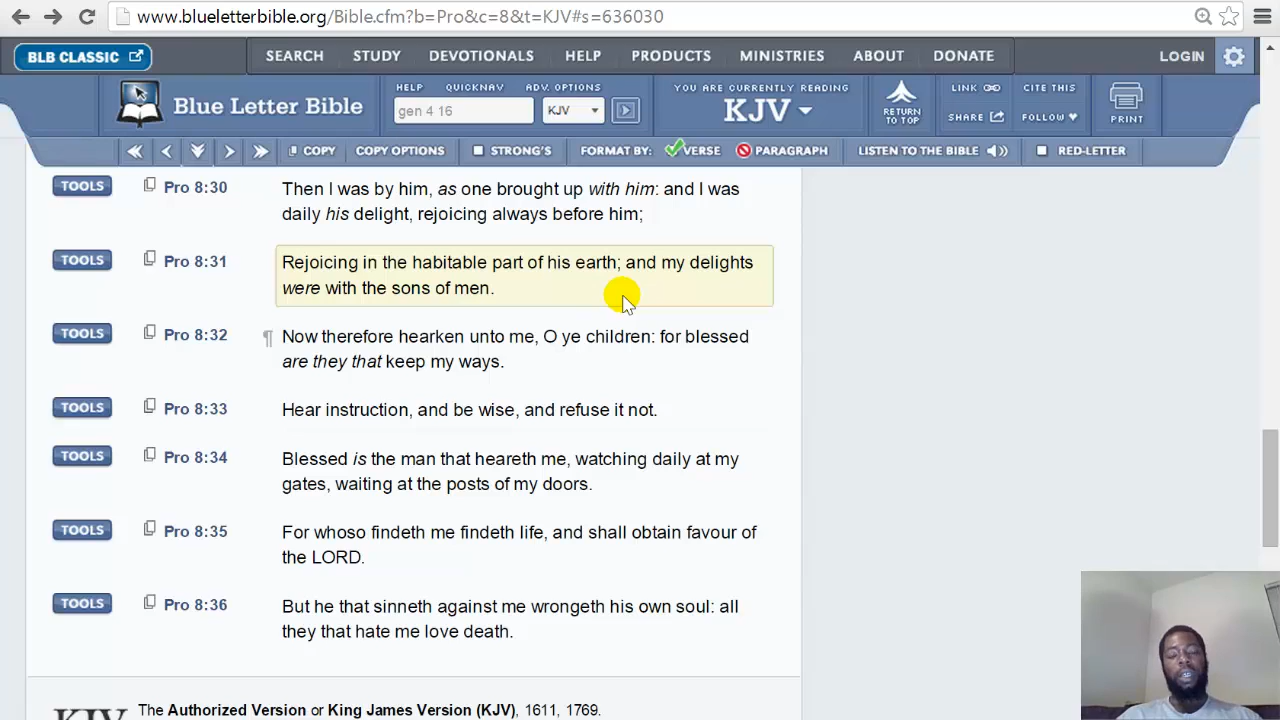 www.blueletterbible.org/Bible.cfm?b=Pro&c=8&t=KJV#s=636030
BLB CLASSIC
SEARCH STUDY DEVOTIONALS HELP PRODUCTS MINISTRIES ABOUT DONATE
LOGIN
Blue Letter Bible
HELP QUICKNAV ADV. OPTIONS
gen 4 16 KJV
YOU ARE CURRENTLY READING
KJV
RETURN
TO TOP
LINK CITE THIS
SHARE FOLLOW
PRINT
COPY COPY OPTIONS STRONG'S FORMAT BY: VERSE PARAGRAPH LISTEN TO THE BIBLE RED-LETTER
TOOLS Pro 8:30 Then I was by him, as one brought up with him: and I was
daily his delight, rejoicing always before him;
TOOLS Pro 8:31 Rejoicing in the habitable part of his earth; and my delights
were with the sons of men.
TOOLS Pro 8:32 ¶ Now therefore hearken unto me, O ye children: for blessed
are they that keep my ways.
TOOLS Pro 8:33 Hear instruction, and be wise, and refuse it not.
TOOLS Pro 8:34 Blessed is the man that heareth me, watching daily at my
gates, waiting at the posts of my doors.
TOOLS Pro 8:35 For whoso findeth me findeth life, and shall obtain favour of
the LORD.
TOOLS Pro 8:36 But he that sinneth against me wrongeth his own soul: all
they that hate me love death.
KJV The Authorized Version or King James Version (KJV), 1611, 1769.